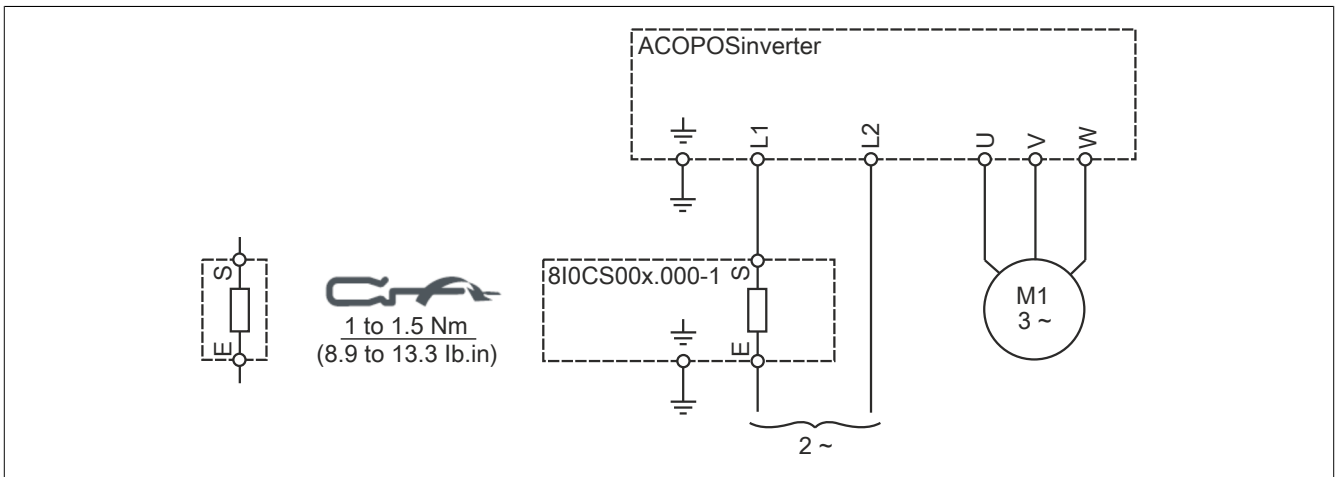 ACOPOSinverter
L1
L2
U
V
W
S
E
1 to 1.5 Nm
(8.9 to 13.3 lb.in)
8I0CS00x.000-1
S
E
M1
3 ~
2 ~